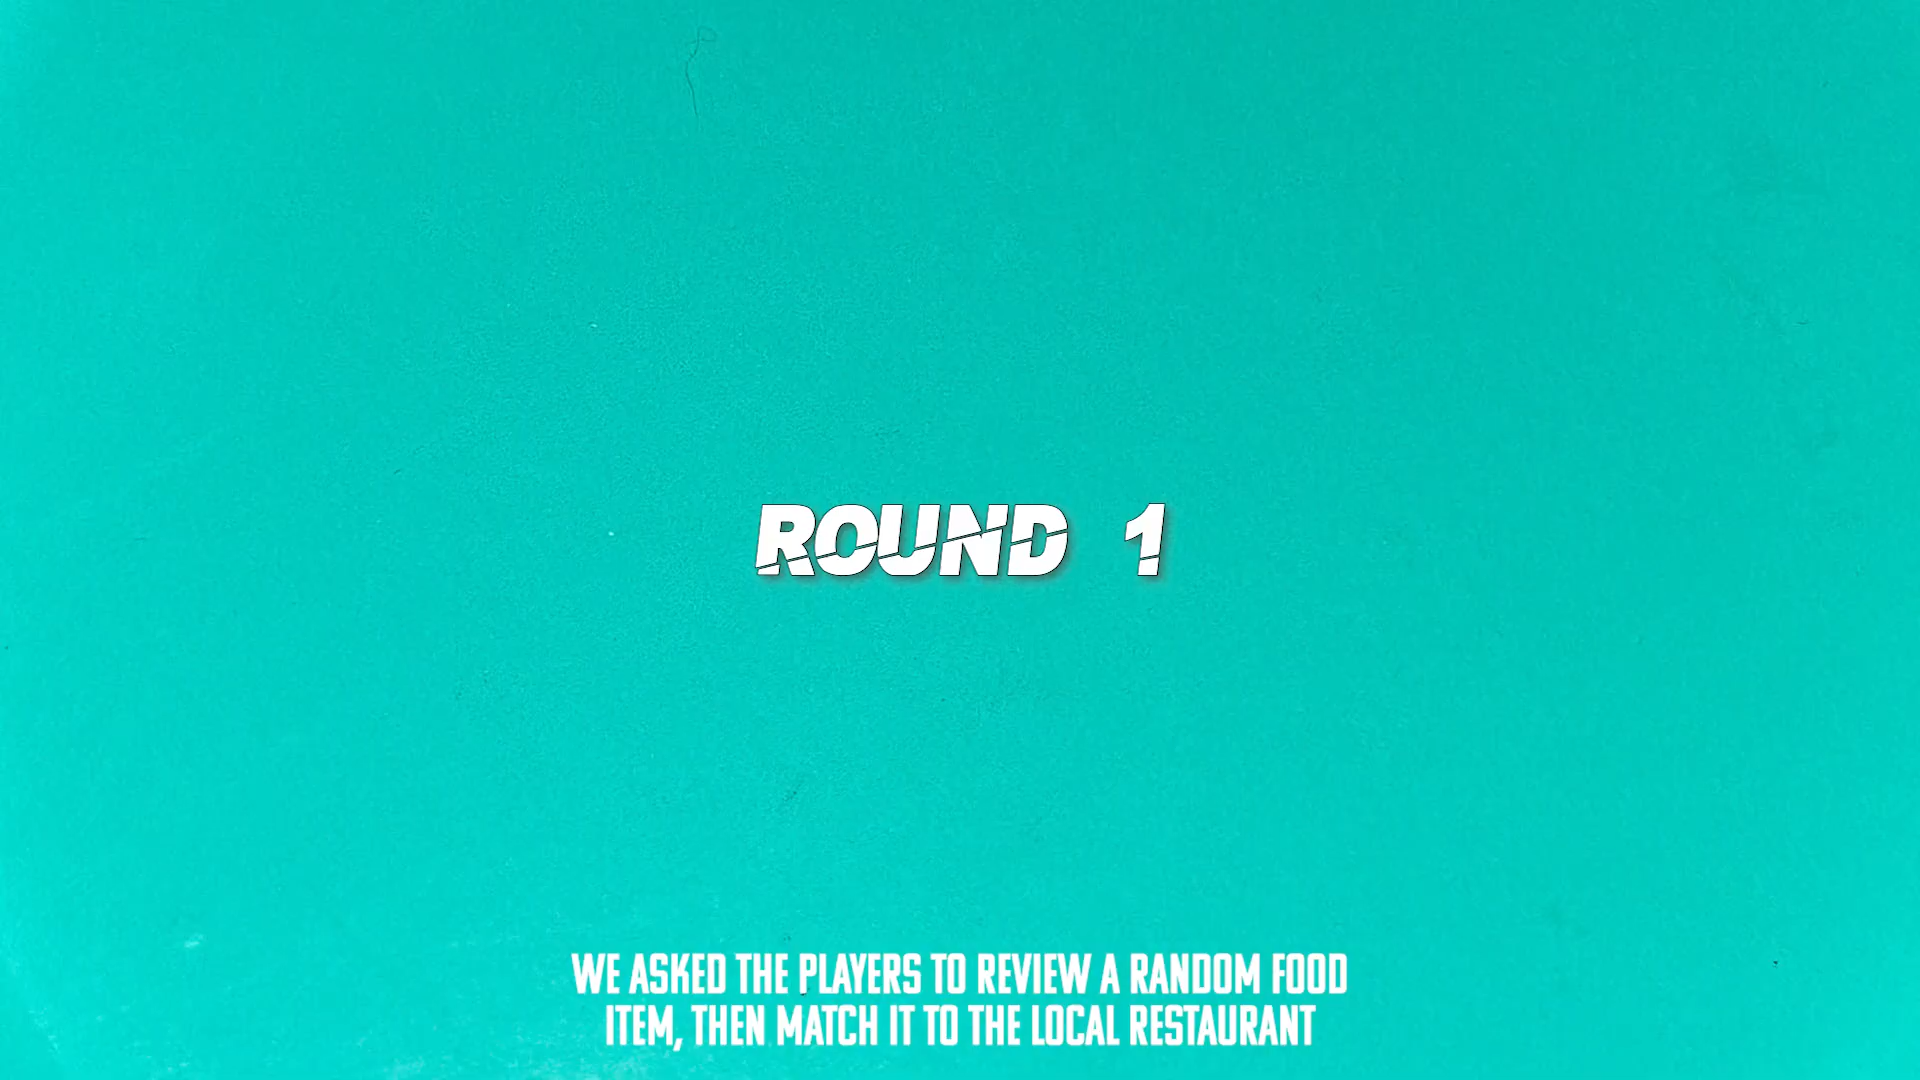 ROUND 1
WE ASKED THE PLAYERS TO REVIEW A RANDOM FOOD
ITEM, THEN MATCH IT TO THE LOCAL RESTAURANT